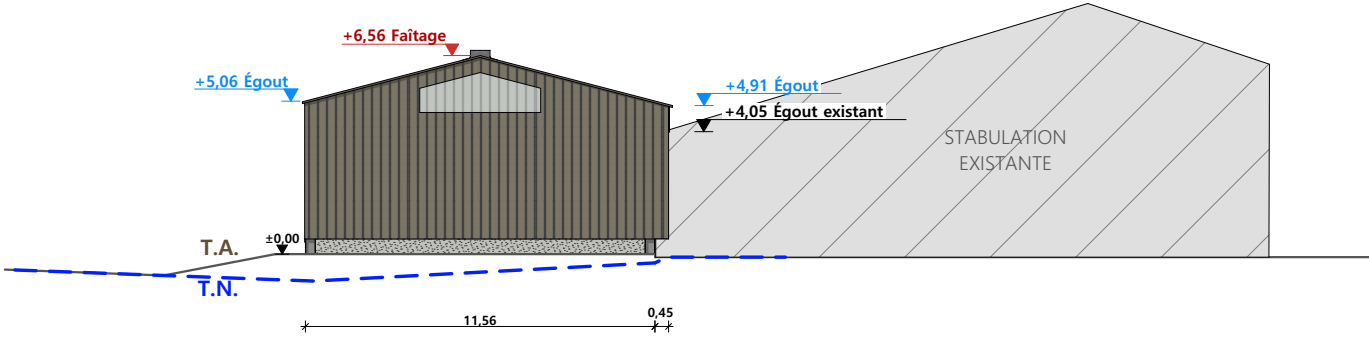 +6,56 Faîtage
+5,06 Égout
+4,91 Égout
+4,05 Égout existant
STABULATION
EXISTANTE
T.A.
±0,00
T.N.
11,56
0,45